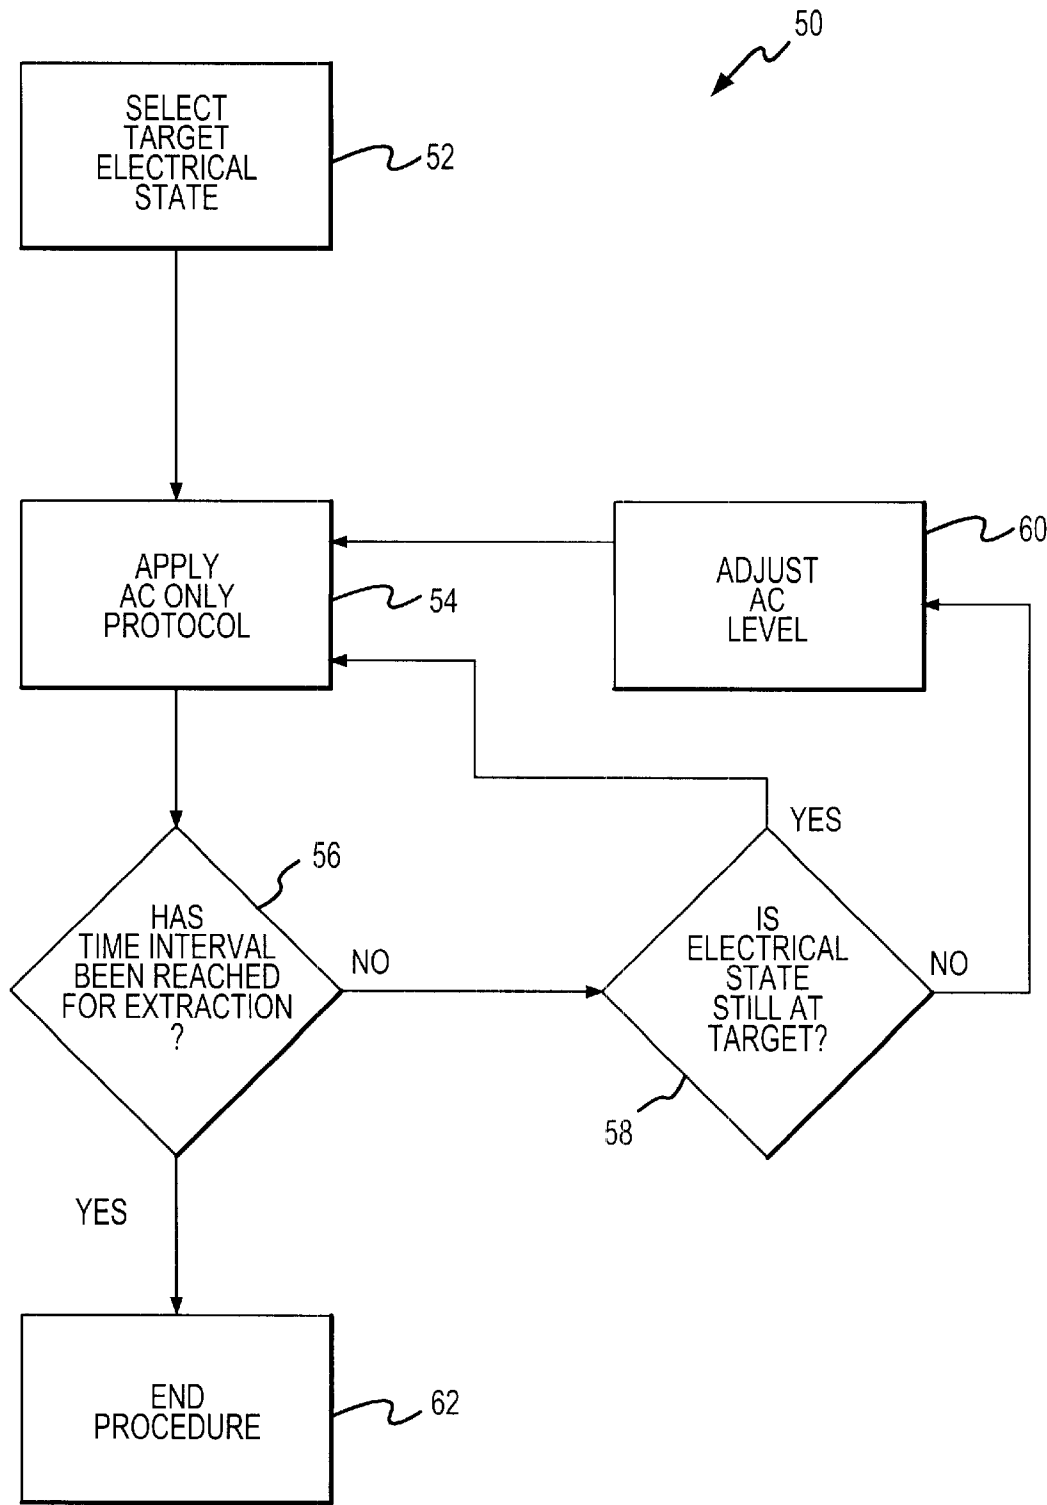 50
SELECT
TARGET
ELECTRICAL
STATE
52
APPLY
AC ONLY
PROTOCOL
54
ADJUST
AC
LEVEL
60
HAS
TIME INTERVAL
BEEN REACHED
FOR EXTRACTION
?
56
NO
YES
IS
ELECTRICAL
STATE
STILL AT
TARGET?
58
YES
NO
END
PROCEDURE
62